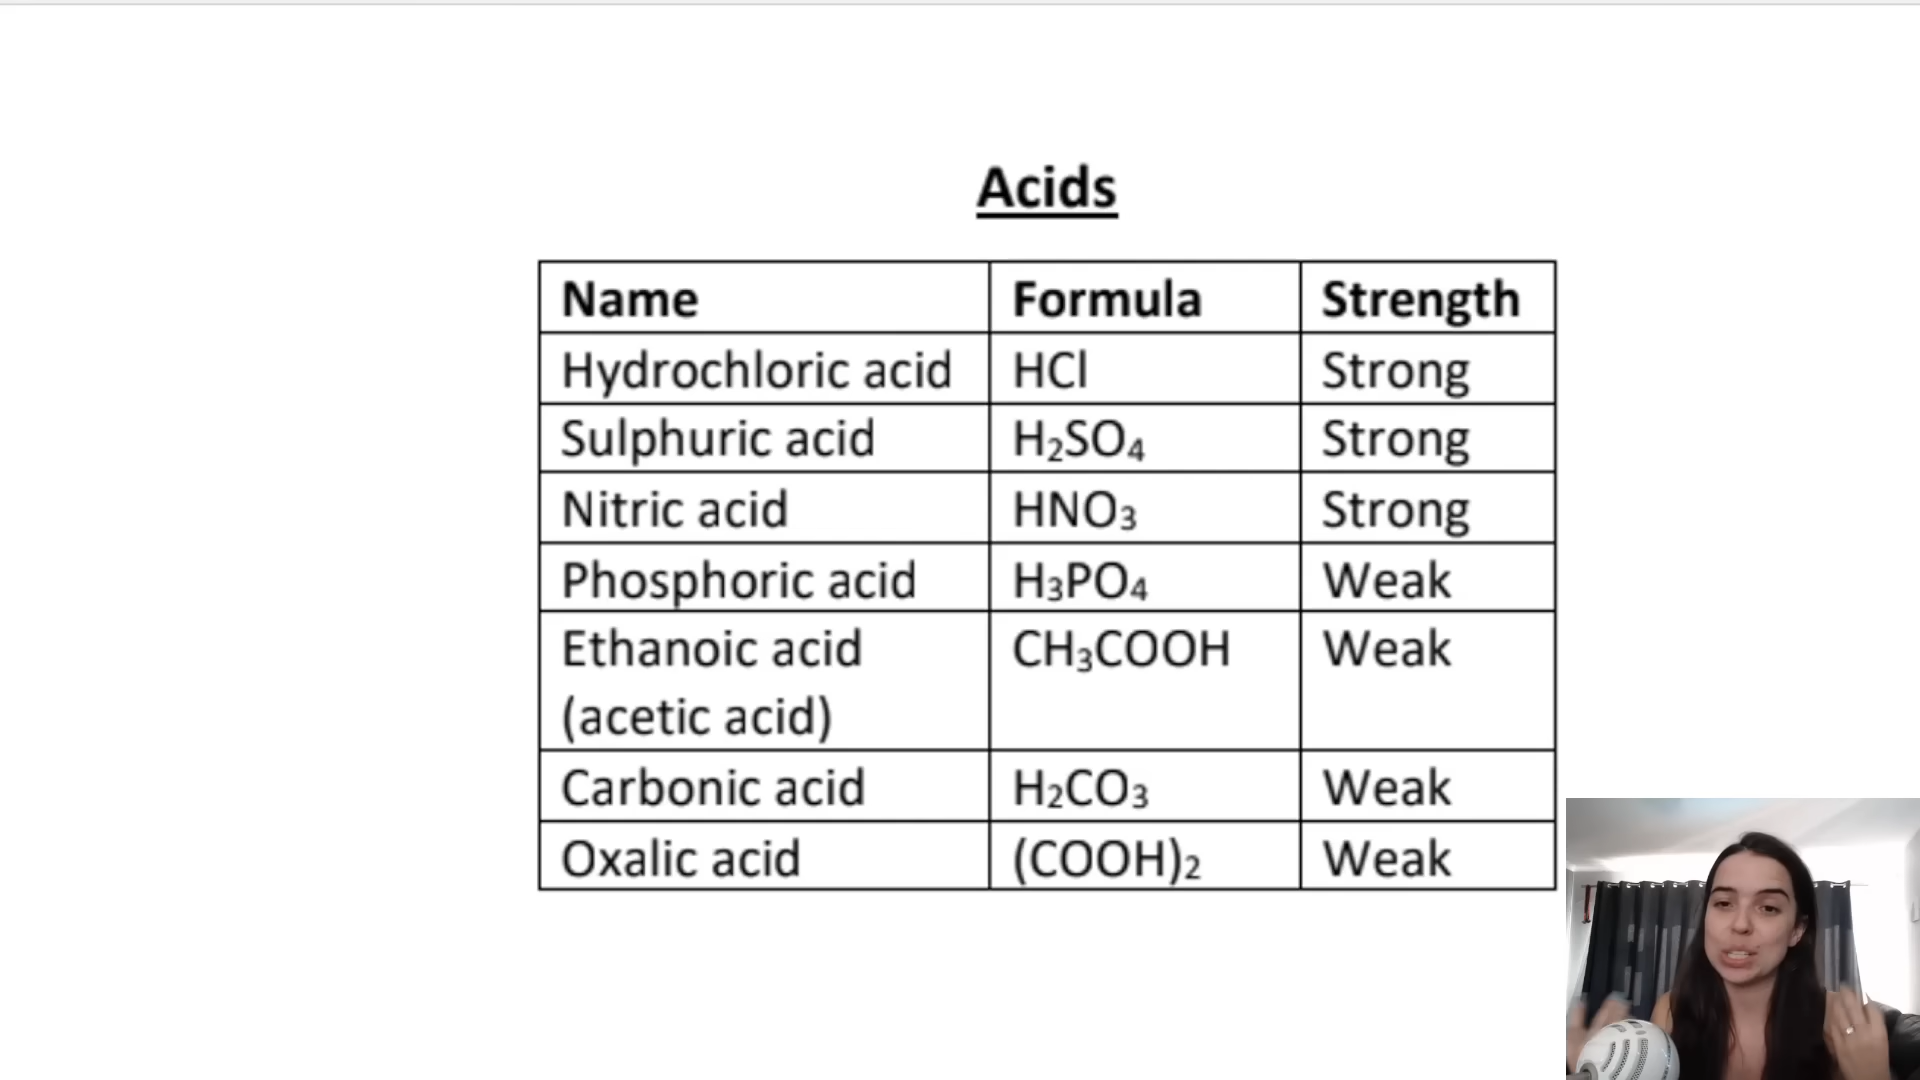 Acids
Name Formula Strength
Hydrochloric acid HCl Strong
Sulphuric acid H₂SO₄ Strong
Nitric acid HNO₃ Strong
Phosphoric acid H₃PO₄ Weak
Ethanoic acid CH₃COOH Weak
(acetic acid)
Carbonic acid H₂CO₃ Weak
Oxalic acid (COOH)₂ Weak